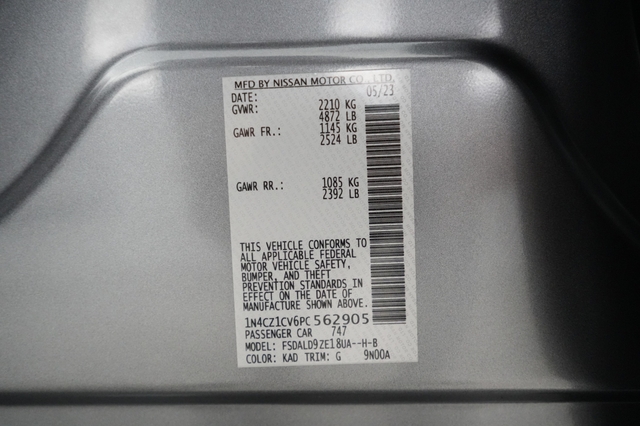 MFD BY NISSAN MOTOR CO., LTD.
DATE: 05/23
GVWR: 2210 KG
4872 LB
GAWR FR.: 1145 KG
2524 LB
GAWR RR.: 1085 KG
2392 LB
THIS VEHICLE CONFORMS TO
ALL APPLICABLE FEDERAL
MOTOR VEHICLE SAFETY,
BUMPER, AND THEFT
PREVENTION STANDARDS IN
EFFECT ON THE DATE OF
MANUFACTURE SHOWN ABOVE.
1N4CZ1CV6PC562905
PASSENGER CAR 747
MODEL: FSDALD9ZE18UA--H-B
COLOR: KAD TRIM: G 9N00A